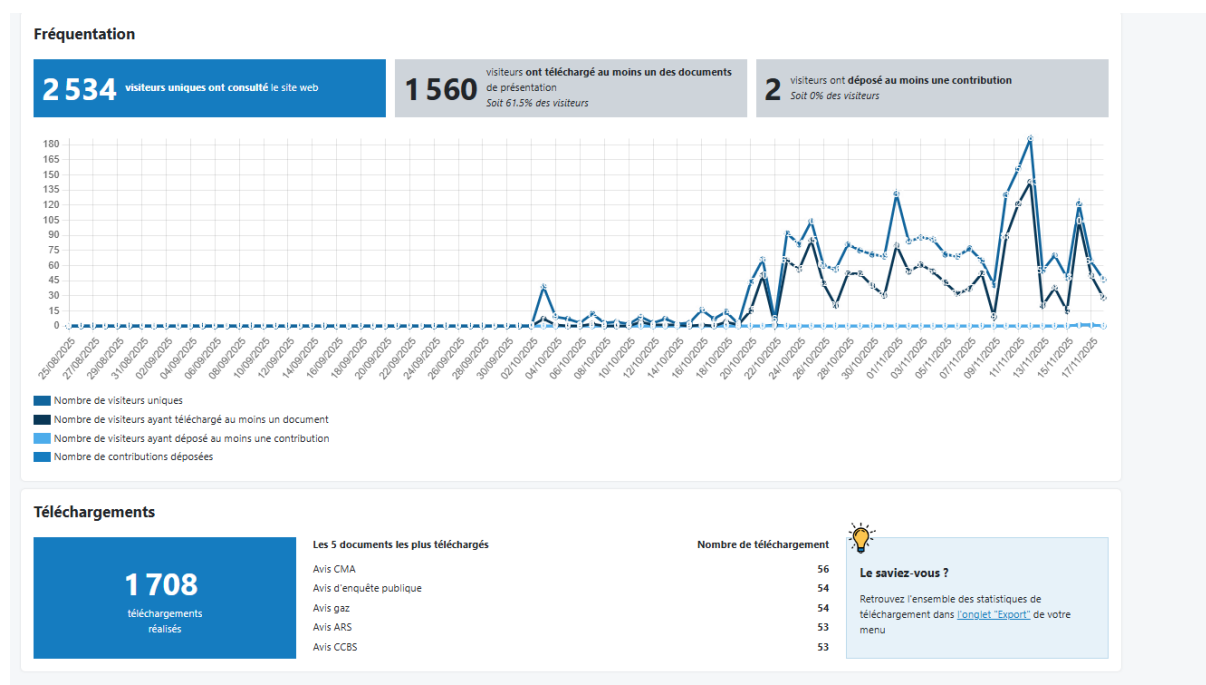 Fréquentation
2 534 visiteurs uniques ont consulté le site web
1 560 visiteurs ont téléchargé au moins un des documents
de présentation
Soit 61.5% des visiteurs
2 visiteurs ont déposé au moins une contribution
Soit 0% des visiteurs
180
165
150
135
120
105
90
75
60
45
30
15
0
25/08/2025 27/08/2025 29/08/2025 31/08/2025 02/09/2025 04/09/2025 06/09/2025 08/09/2025 10/09/2025 12/09/2025 14/09/2025 16/09/2025 18/09/2025 20/09/2025 22/09/2025 24/09/2025 26/09/2025 28/09/2025 30/09/2025 02/10/2025 04/10/2025 06/10/2025 08/10/2025 10/10/2025 12/10/2025 14/10/2025 16/10/2025 18/10/2025 20/10/2025 22/10/2025 24/10/2025 26/10/2025 28/10/2025 30/10/2025 01/11/2025 03/11/2025 05/11/2025 07/11/2025 09/11/2025 11/11/2025 13/11/2025 15/11/2025 17/11/2025
Nombre de visiteurs uniques
Nombre de visiteurs ayant téléchargé au moins un document
Nombre de visiteurs ayant déposé au moins une contribution
Nombre de contributions déposées
Téléchargements
1 708
téléchargements
réalisés
Les 5 documents les plus téléchargés Nombre de téléchargement
Avis CMA 56
Avis d'enquête publique 54
Avis gaz 54
Avis ARS 53
Avis CCBS 53
Le saviez-vous ?
Retrouvez l'ensemble des statistiques de
téléchargement dans l'onglet "Export" de votre
menu